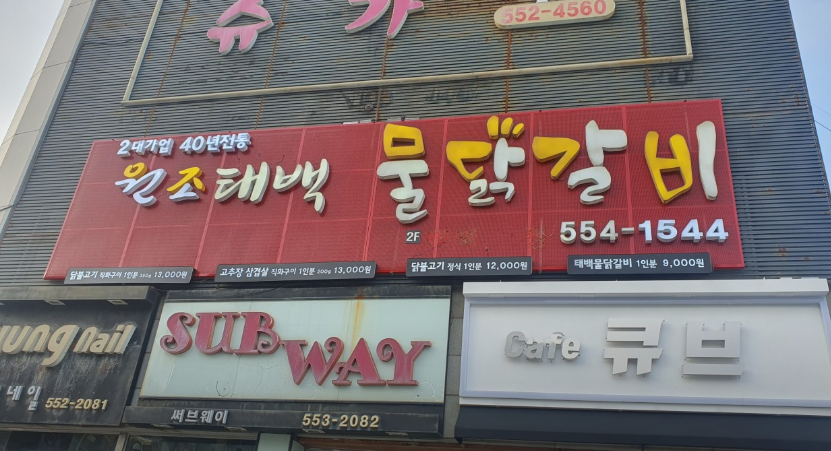 슈가
552-4560
2대가업 40년전통
원조태백 물닭갈비
2F
554-1544
닭불고기 직화구이 1인분 13,000원
고추장 삼겹살 직화구이 1인분 200g 13,000원
닭불고기 정식 1인분 12,000원
태백물닭갈비 1인분 9,000원
ung Nail
네일 552-2081
SUBWAY
써브웨이 553-2082
Cafe 큐브